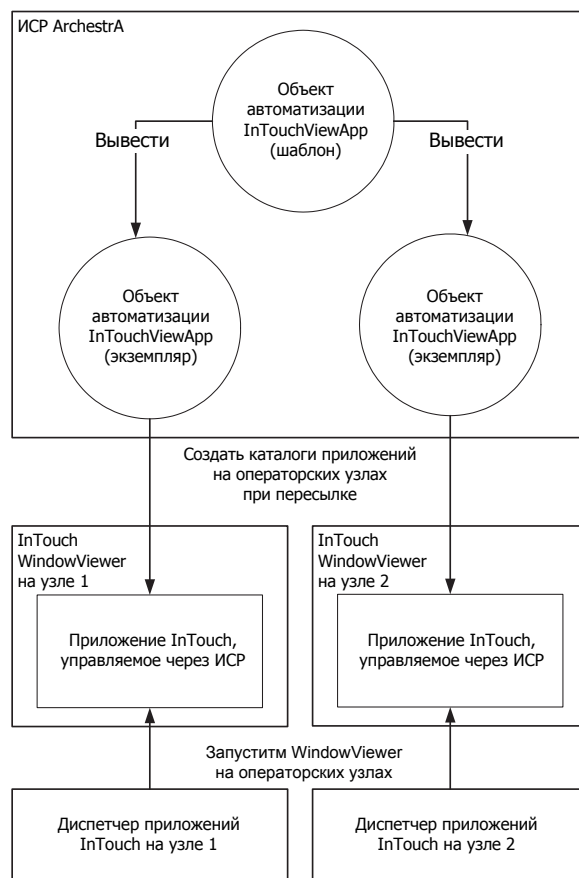 ИСР ArchestrA
Объект
автоматизации
InTouchViewApp
(шаблон)
Вывести
Вывести
Объект
автоматизации
InTouchViewApp
(экземпляр)
Объект
автоматизации
InTouchViewApp
(экземпляр)
Создать каталоги приложений
на операторских узлах
при пересылке
InTouch
WindowViewer
на узле 1
Приложение InTouch,
управляемое через ИСР
InTouch
WindowViewer
на узле 2
Приложение InTouch,
управляемое через ИСР
Запуститм WindowViewer
на операторских узлах
Диспетчер приложений
InTouch на узле 1
Диспетчер приложений
InTouch на узле 2